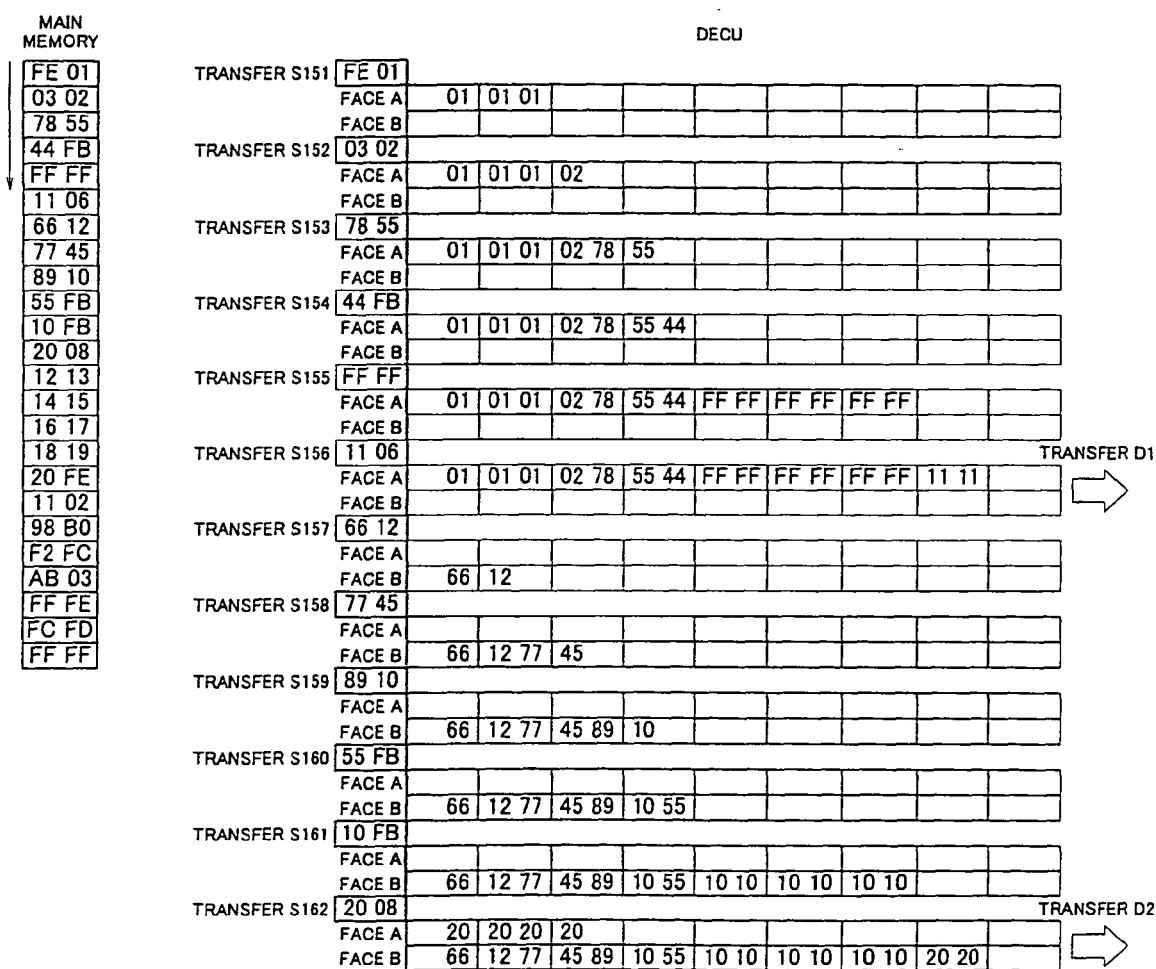 MAIN
MEMORY
FE 01
03 02
78 55
44 FB
FF FF
11 06
66 12
77 45
89 10
55 FB
10 FB
20 08
12 13
14 15
16 17
18 19
20 FE
11 02
98 B0
F2 FC
AB 03
FF FE
FC FD
FF FF
DECU
TRANSFER S151 FE 01
FACE A 01 01 01
FACE B
TRANSFER S152 03 02
FACE A 01 01 01 02
FACE B
TRANSFER S153 78 55
FACE A 01 01 01 02 78 55
FACE B
TRANSFER S154 44 FB
FACE A 01 01 01 02 78 55 44
FACE B
TRANSFER S155 FF FF
FACE A 01 01 01 02 78 55 44 FF FF FF FF FF FF
FACE B
TRANSFER S156 11 06
FACE A 01 01 01 02 78 55 44 FF FF FF FF FF FF 11 11
FACE B
TRANSFER D1
TRANSFER S157 66 12
FACE A
FACE B 66 12
TRANSFER S158 77 45
FACE A
FACE B 66 12 77 45
TRANSFER S159 89 10
FACE A
FACE B 66 12 77 45 89 10
TRANSFER S160 55 FB
FACE A
FACE B 66 12 77 45 89 10 55
TRANSFER S161 10 FB
FACE A
FACE B 66 12 77 45 89 10 55 10 10 10 10 10 10
TRANSFER S162 20 08
FACE A 20 20 20 20
FACE B 66 12 77 45 89 10 55 10 10 10 10 10 10 20 20
TRANSFER D2